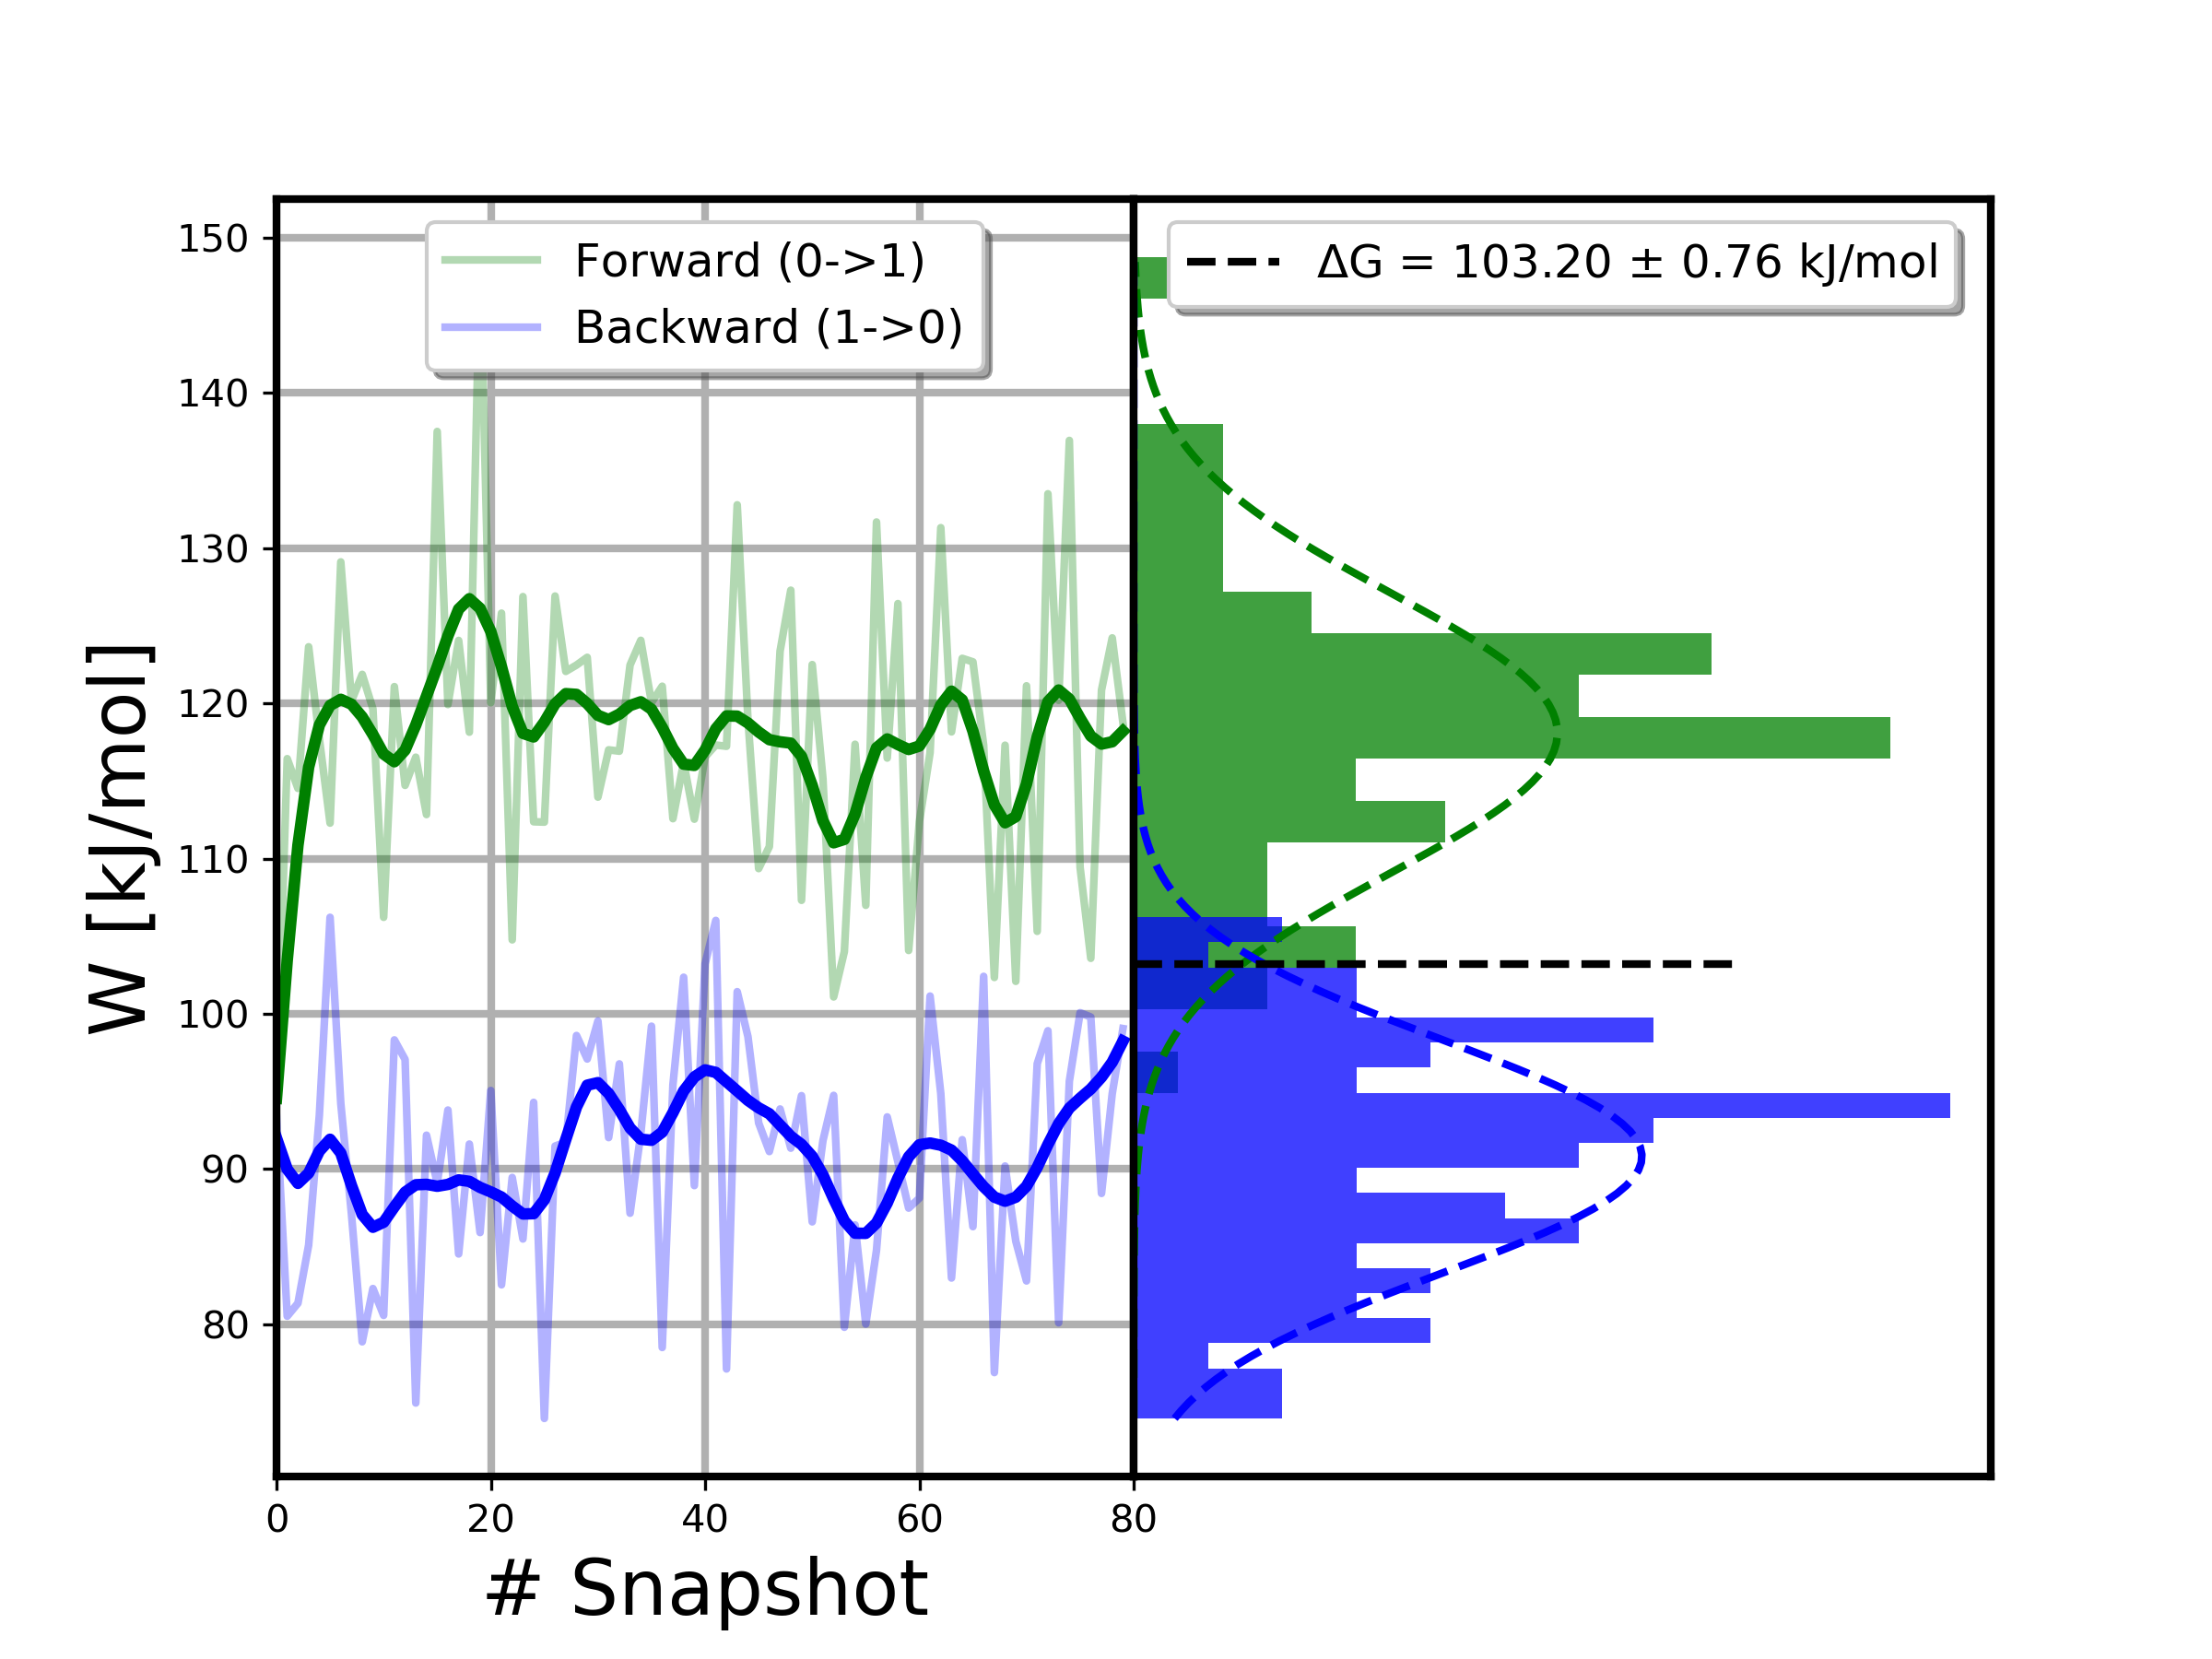 Forward (0->1)
Backward (1->0)
ΔG = 103.20 ± 0.76 kJ/mol
150
140
130
120
110
100
90
80
W [kJ/mol]
0 20 40 60 80
# Snapshot